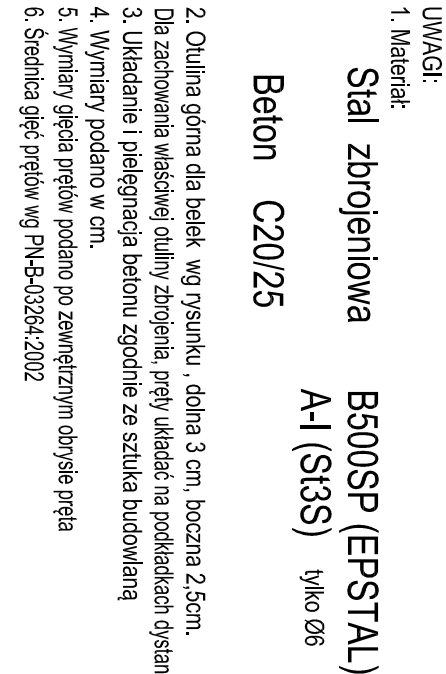 UWAGI:
1. Materiał:
Stal zbrojeniowa B500SP (EPSTAL)
A-I (St3S) tylko Ø6
Beton C20/25
2. Otulina górna dla belek wg rysunku , dolna 3 cm, boczna 2,5cm.
Dla zachowania właściwej otuliny zbrojenia, pręty układać na podkładkach dystan
3. Układanie i pielęgnacja betonu zgodnie ze sztuka budowlaną
4. Wymiary podano w cm.
5. Wymiary gięcia prętów podano po zewnętrznym obrysie pręta
6. Średnica gięć prętów wg PN-B-03264:2002